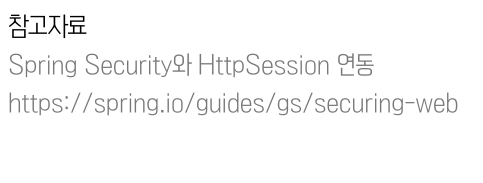 참고자료
Spring Security와 HttpSession 연동
https://spring.io/guides/gs/securing-web